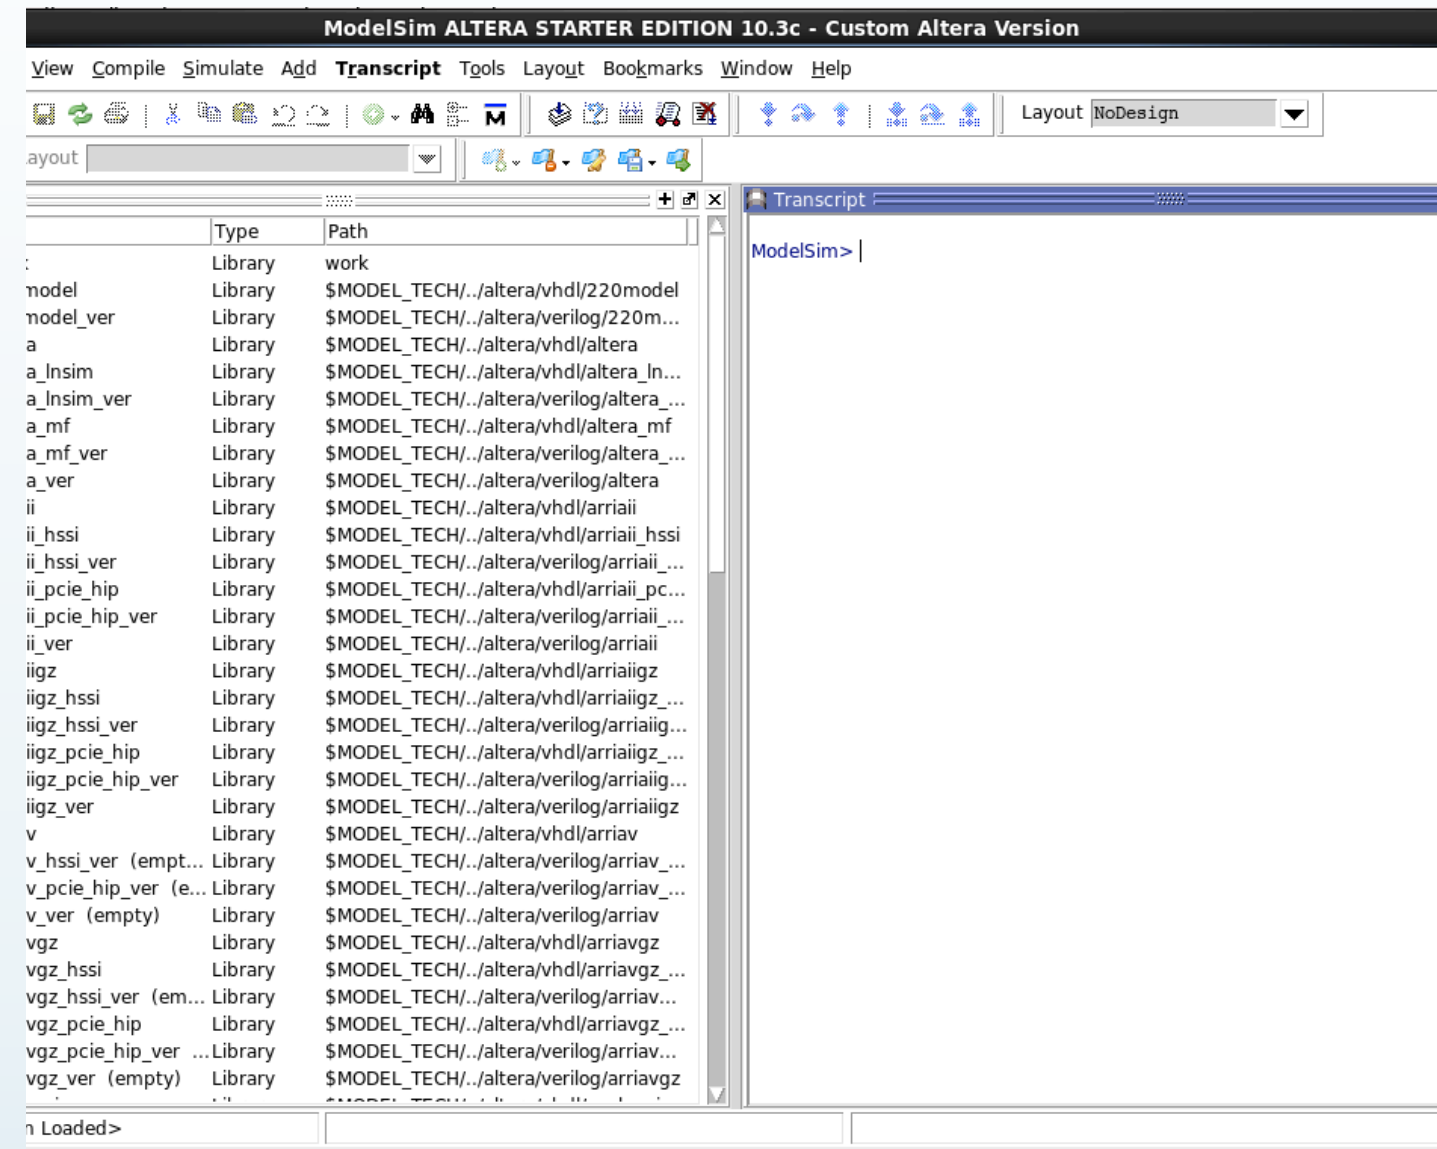 ModelSim ALTERA STARTER EDITION 10.3c - Custom Altera Version
View Compile Simulate Add Transcript Tools Layout Bookmarks Window Help
Layout NoDesign
ayout
Transcript
Type Path
ModelSim>
Library work
model Library $MODEL_TECH/../altera/vhdl/220model
model_ver Library $MODEL_TECH/../altera/verilog/220m...
a Library $MODEL_TECH/../altera/vhdl/altera
a_lnsim Library $MODEL_TECH/../altera/vhdl/altera_ln...
a_lnsim_ver Library $MODEL_TECH/../altera/verilog/altera_...
a_mf Library $MODEL_TECH/../altera/vhdl/altera_mf
a_mf_ver Library $MODEL_TECH/../altera/verilog/altera_...
a_ver Library $MODEL_TECH/../altera/verilog/altera
ii Library $MODEL_TECH/../altera/vhdl/arriaii
ii_hssi Library $MODEL_TECH/../altera/vhdl/arriaii_hssi
ii_hssi_ver Library $MODEL_TECH/../altera/verilog/arriaii_...
ii_pcie_hip Library $MODEL_TECH/../altera/vhdl/arriaii_pc...
ii_pcie_hip_ver Library $MODEL_TECH/../altera/verilog/arriaii_...
ii_ver Library $MODEL_TECH/../altera/verilog/arriaii
iigz Library $MODEL_TECH/../altera/vhdl/arriaiigz
iigz_hssi Library $MODEL_TECH/../altera/vhdl/arriaiigz_...
iigz_hssi_ver Library $MODEL_TECH/../altera/verilog/arriaiig...
iigz_pcie_hip Library $MODEL_TECH/../altera/vhdl/arriaiigz_...
iigz_pcie_hip_ver Library $MODEL_TECH/../altera/verilog/arriaiig...
iigz_ver Library $MODEL_TECH/../altera/verilog/arriaiigz
v Library $MODEL_TECH/../altera/vhdl/arriav
v_hssi_ver (empt... Library $MODEL_TECH/../altera/verilog/arriav_...
v_pcie_hip_ver (e... Library $MODEL_TECH/../altera/verilog/arriav_...
v_ver (empty) Library $MODEL_TECH/../altera/verilog/arriav
vgz Library $MODEL_TECH/../altera/vhdl/arriavgz
vgz_hssi Library $MODEL_TECH/../altera/vhdl/arriavgz_...
vgz_hssi_ver (em... Library $MODEL_TECH/../altera/verilog/arriav...
vgz_pcie_hip Library $MODEL_TECH/../altera/vhdl/arriavgz_...
vgz_pcie_hip_ver ... Library $MODEL_TECH/../altera/verilog/arriav...
vgz_ver (empty) Library $MODEL_TECH/../altera/verilog/arriavgz
n Loaded>